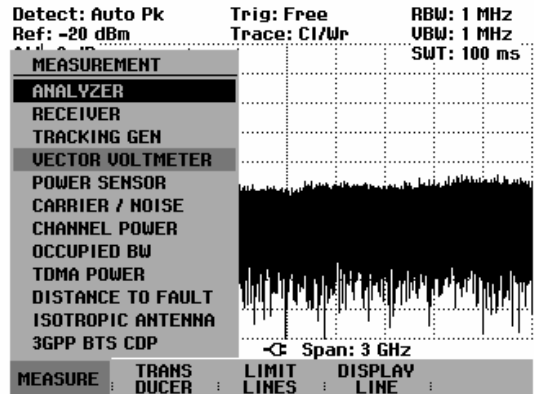 Detect: Auto Pk Trig: Free RBW: 1 MHz
Ref: -20 dBm Trace: Cl/Wr VBW: 1 MHz
SWT: 100 ms
MEASUREMENT
ANALYZER
RECEIVER
TRACKING GEN
VECTOR VOLTMETER
POWER SENSOR
CARRIER / NOISE
CHANNEL POWER
OCCUPIED BW
TDMA POWER
DISTANCE TO FAULT
ISOTROPIC ANTENNA
3GPP BTS CDP
Span: 3 GHz
MEASURE TRANS DUCER LIMIT LINES DISPLAY LINE